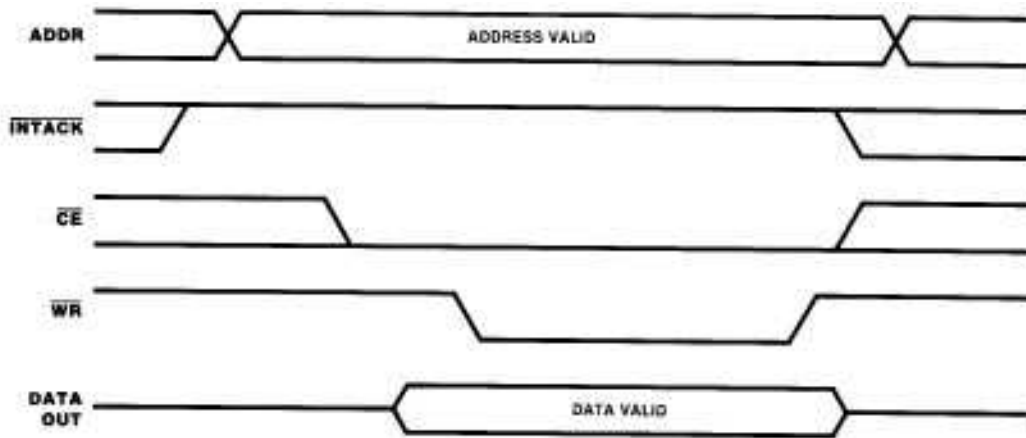 ADDR
ADDRESS VALID
INTACK
CE
WR
DATA
OUT
DATA VALID